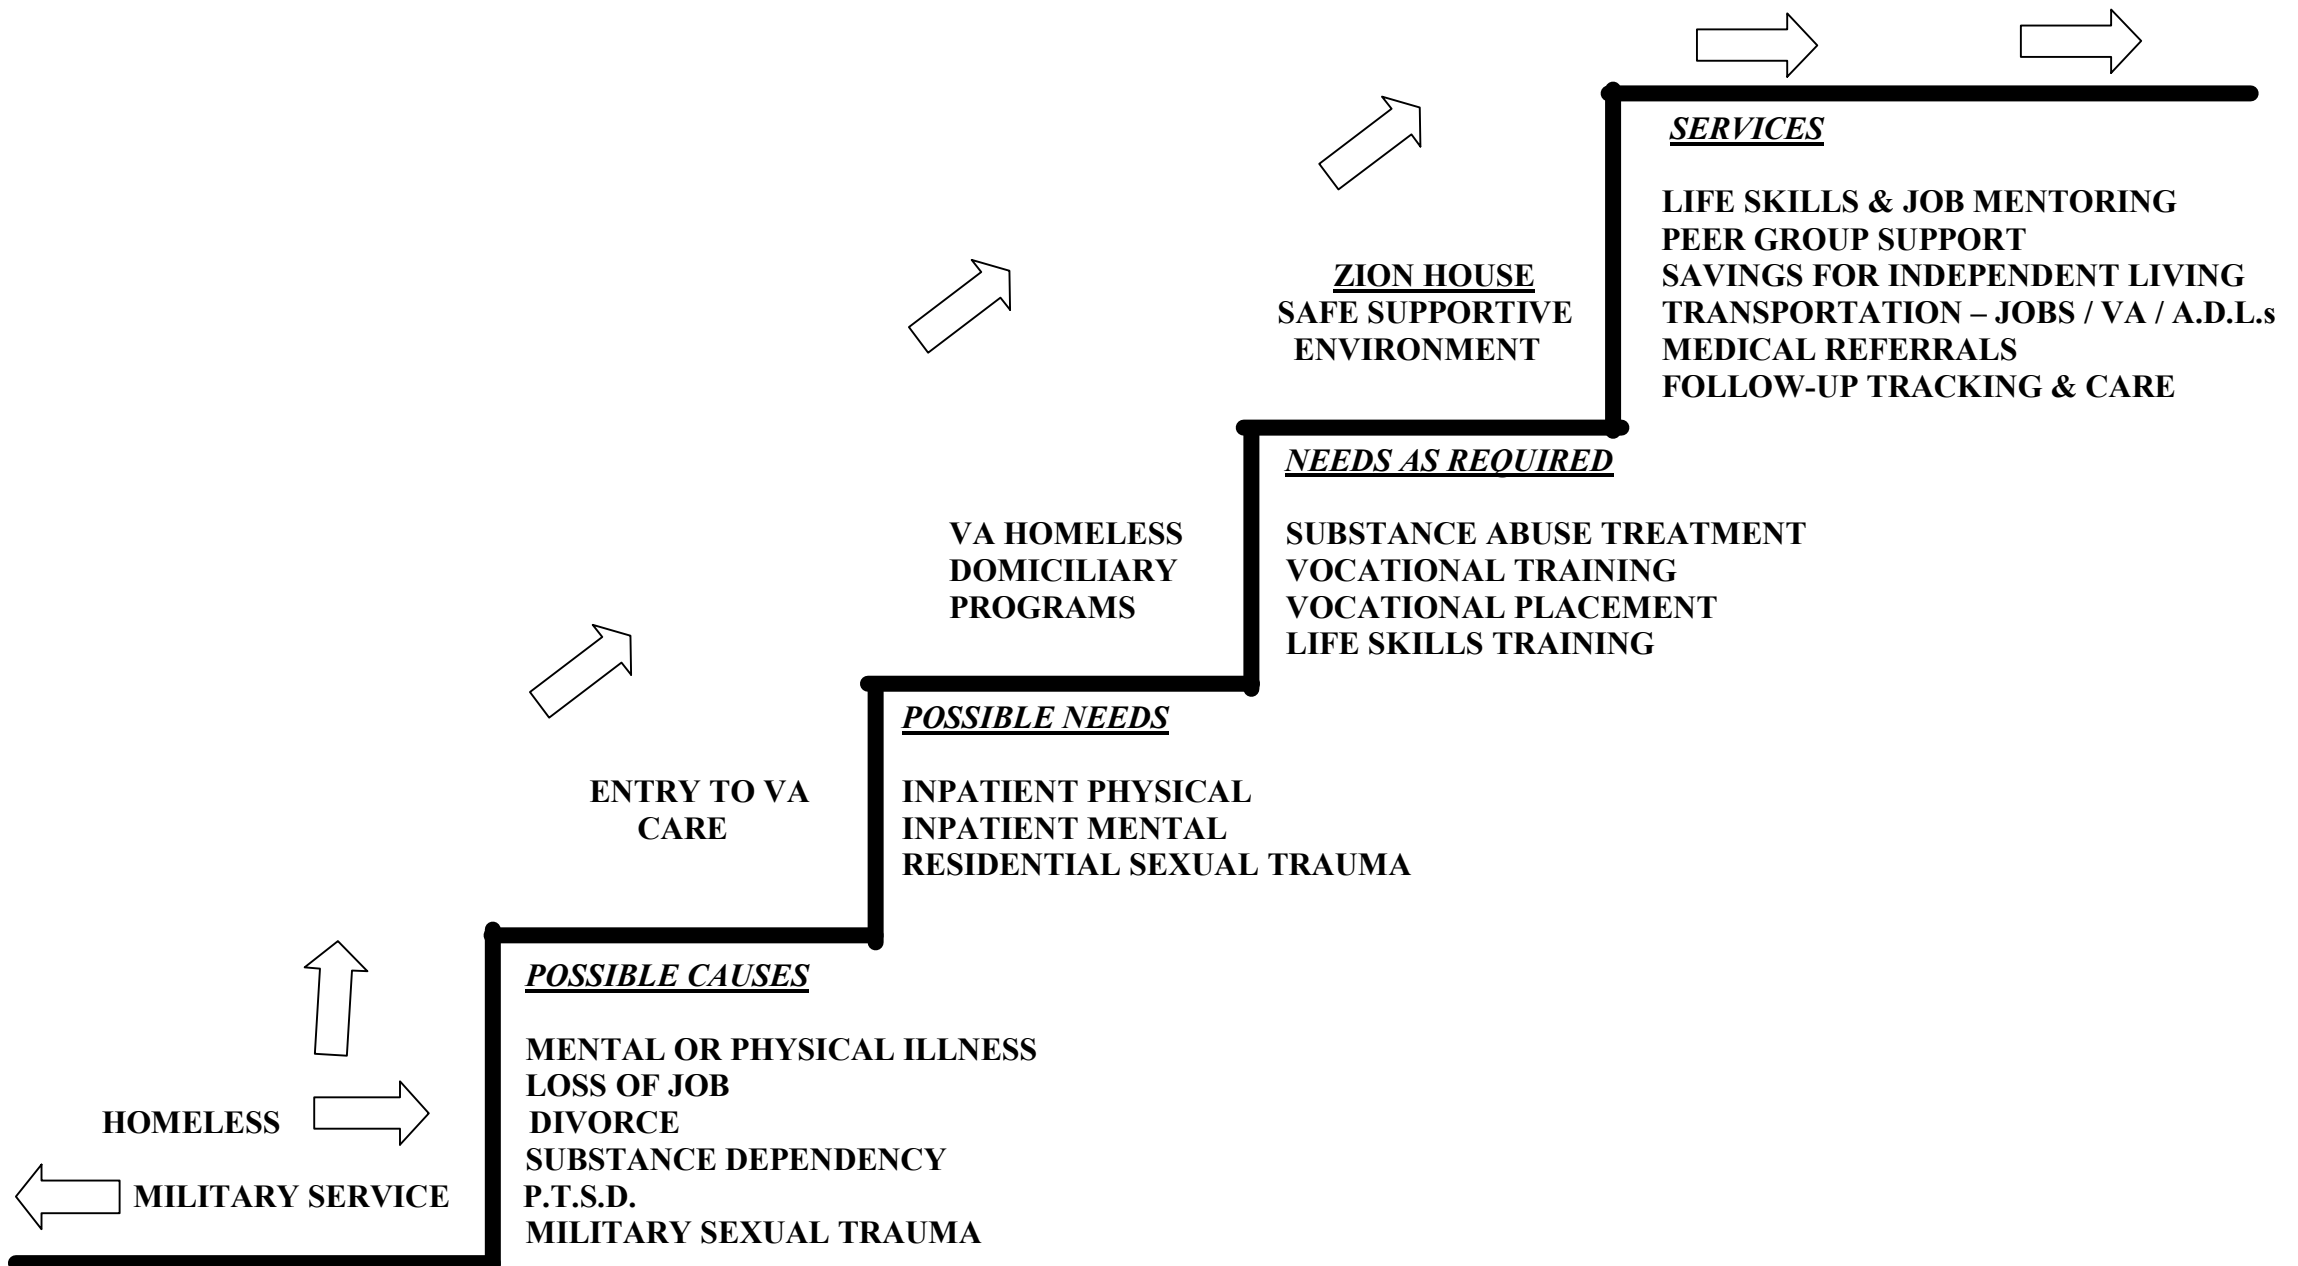 SERVICES
LIFE SKILLS & JOB MENTORING
PEER GROUP SUPPORT
SAVINGS FOR INDEPENDENT LIVING
TRANSPORTATION – JOBS / VA / A.D.L.s
MEDICAL REFERRALS
FOLLOW-UP TRACKING & CARE
ZION HOUSE
SAFE SUPPORTIVE
ENVIRONMENT
NEEDS AS REQUIRED
SUBSTANCE ABUSE TREATMENT
VOCATIONAL TRAINING
VOCATIONAL PLACEMENT
LIFE SKILLS TRAINING
VA HOMELESS
DOMICILIARY
PROGRAMS
POSSIBLE NEEDS
INPATIENT PHYSICAL
INPATIENT MENTAL
RESIDENTIAL SEXUAL TRAUMA
ENTRY TO VA
CARE
POSSIBLE CAUSES
MENTAL OR PHYSICAL ILLNESS
LOSS OF JOB
DIVORCE
SUBSTANCE DEPENDENCY
P.T.S.D.
MILITARY SEXUAL TRAUMA
HOMELESS
MILITARY SERVICE